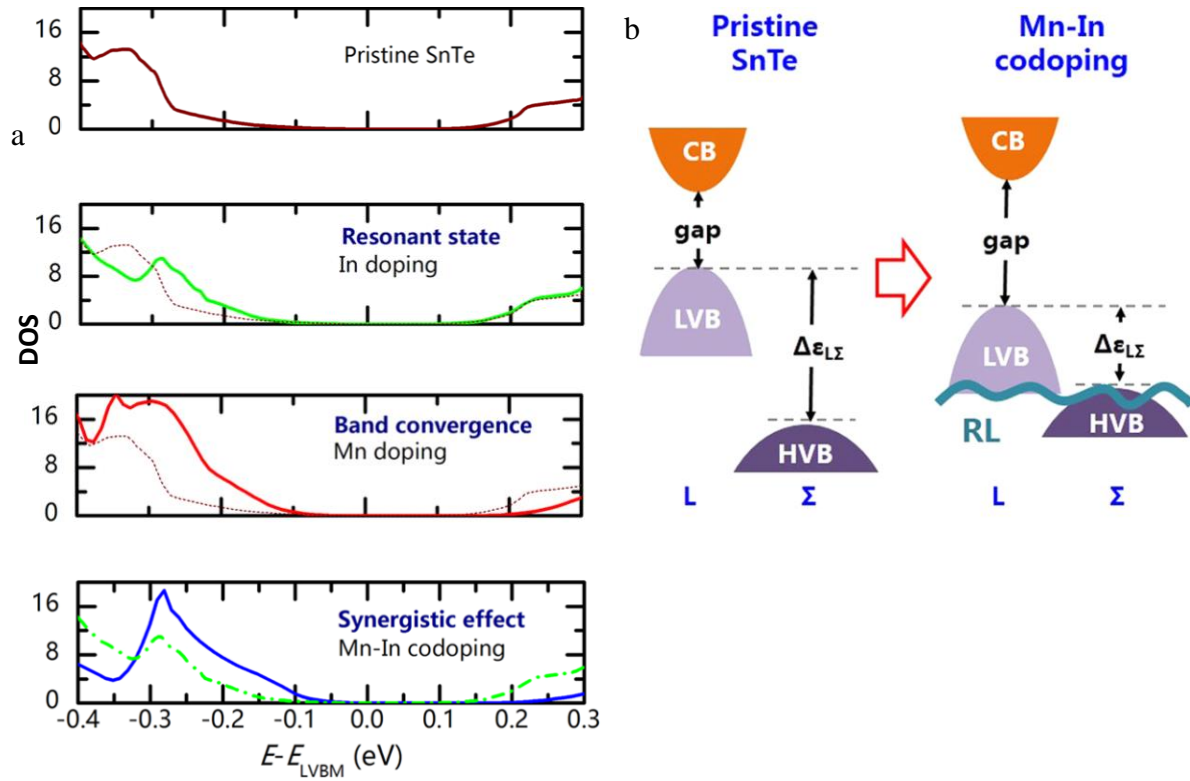 a
DOS
16
8
0
Pristine SnTe
16
8
0
Resonant state
In doping
16
8
0
Band convergence
Mn doping
16
8
0
Synergistic effect
Mn-In codoping
-0.4 -0.3 -0.2 -0.1 0.0 0.1 0.2 0.3
E-E_LVBM (eV)
b
Pristine
SnTe
CB
gap
LVB
Δε_LΣ
HVB
L Σ
Mn-In
codoping
CB
gap
LVB
Δε_LΣ
RL
HVB
L Σ